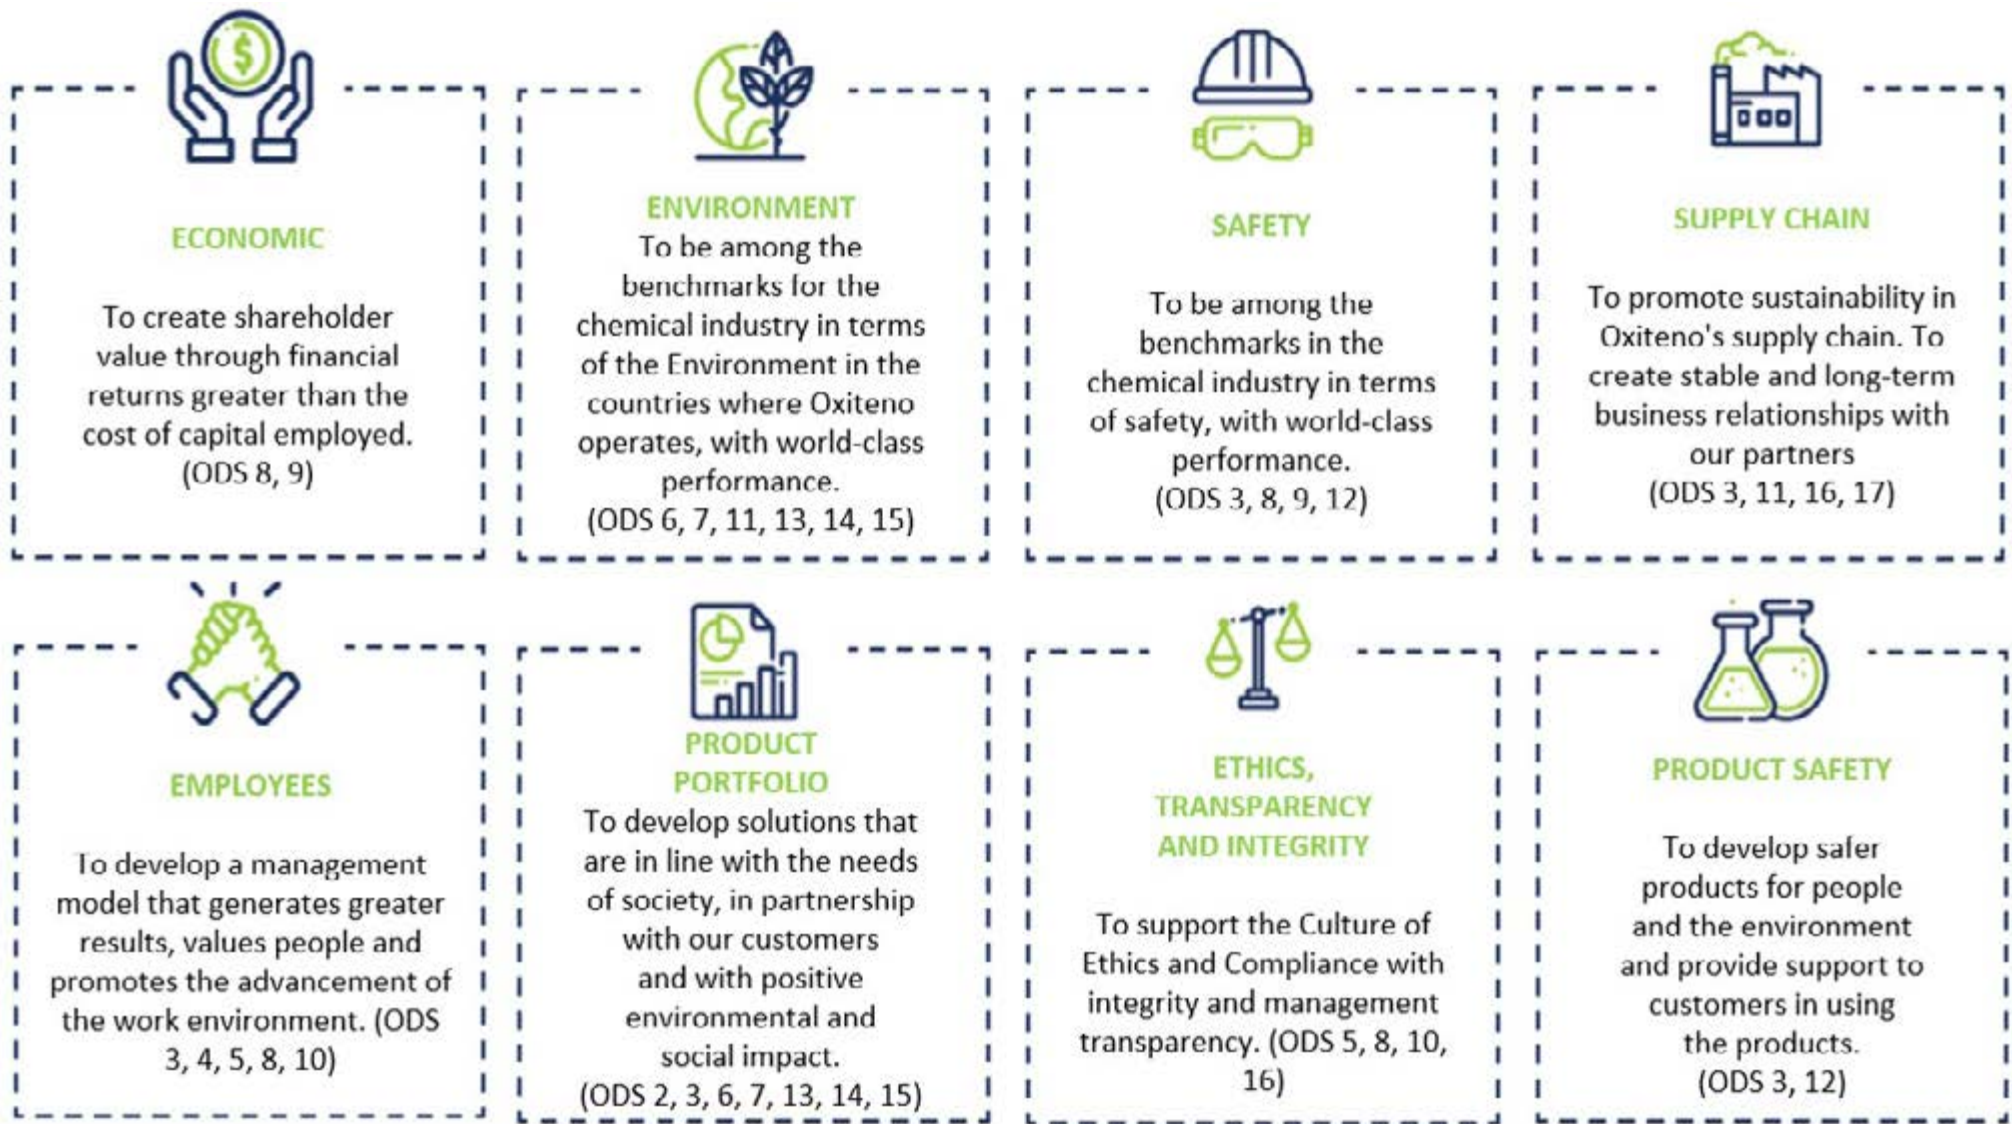 ECONOMIC
To create shareholder
value through financial
returns greater than the
cost of capital employed.
(ODS 8, 9)
ENVIRONMENT
To be among the
benchmarks for the
chemical industry in terms
of the Environment in the
countries where Oxiteno
operates, with world-class
performance.
(ODS 6, 7, 11, 13, 14, 15)
SAFETY
To be among the
benchmarks in the
chemical industry in terms
of safety, with world-class
performance.
(ODS 3, 8, 9, 12)
SUPPLY CHAIN
To promote sustainability in
Oxiteno's supply chain. To
create stable and long-term
business relationships with
our partners
(ODS 3, 11, 16, 17)
EMPLOYEES
To develop a management
model that generates greater
results, values people and
promotes the advancement of
the work environment. (ODS
3, 4, 5, 8, 10)
PRODUCT
PORTFOLIO
To develop solutions that
are in line with the needs
of society, in partnership
with our customers
and with positive
environmental and
social impact.
(ODS 2, 3, 6, 7, 13, 14, 15)
ETHICS,
TRANSPARENCY
AND INTEGRITY
To support the Culture of
Ethics and Compliance with
integrity and management
transparency. (ODS 5, 8, 10,
16)
PRODUCT SAFETY
To develop safer
products for people
and the environment
and provide support to
customers in using
the products.
(ODS 3, 12)